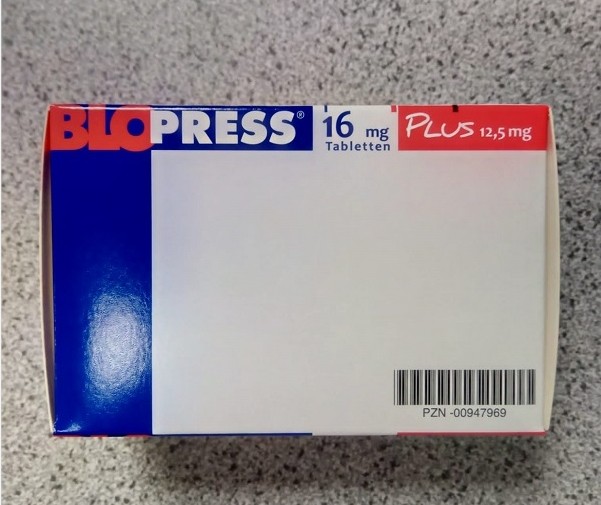 BLOPRESS® 16 mg PLUS 12,5 mg
Tabletten
PZN -00947969